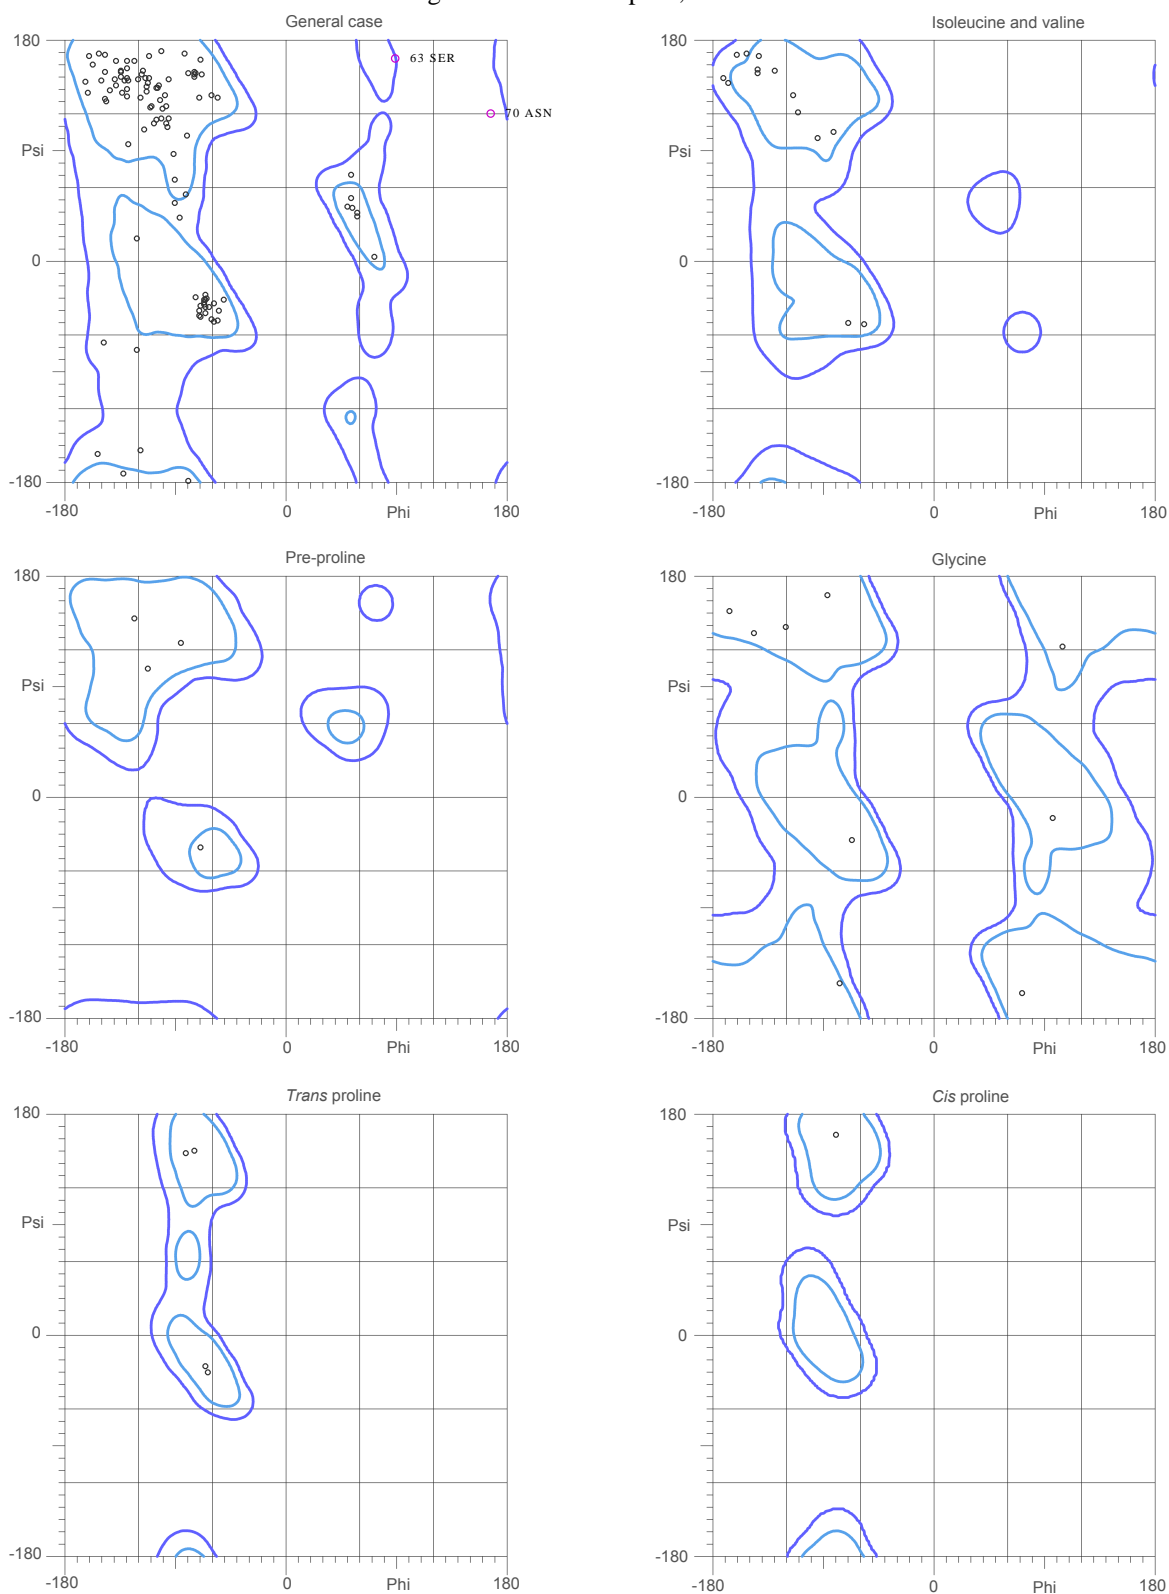 General case
Isoleucine and valine
180
63 SER
70 ASN
Psi
0
-180
-180
0
Phi
180
180
Psi
0
-180
-180
0
Phi
180
Pre-proline
Glycine
180
Psi
0
-180
-180
0
Phi
180
180
Psi
0
-180
-180
0
Phi
180
Trans proline
Cis proline
180
Psi
0
-180
-180
0
Phi
180
180
Psi
0
-180
-180
0
Phi
180